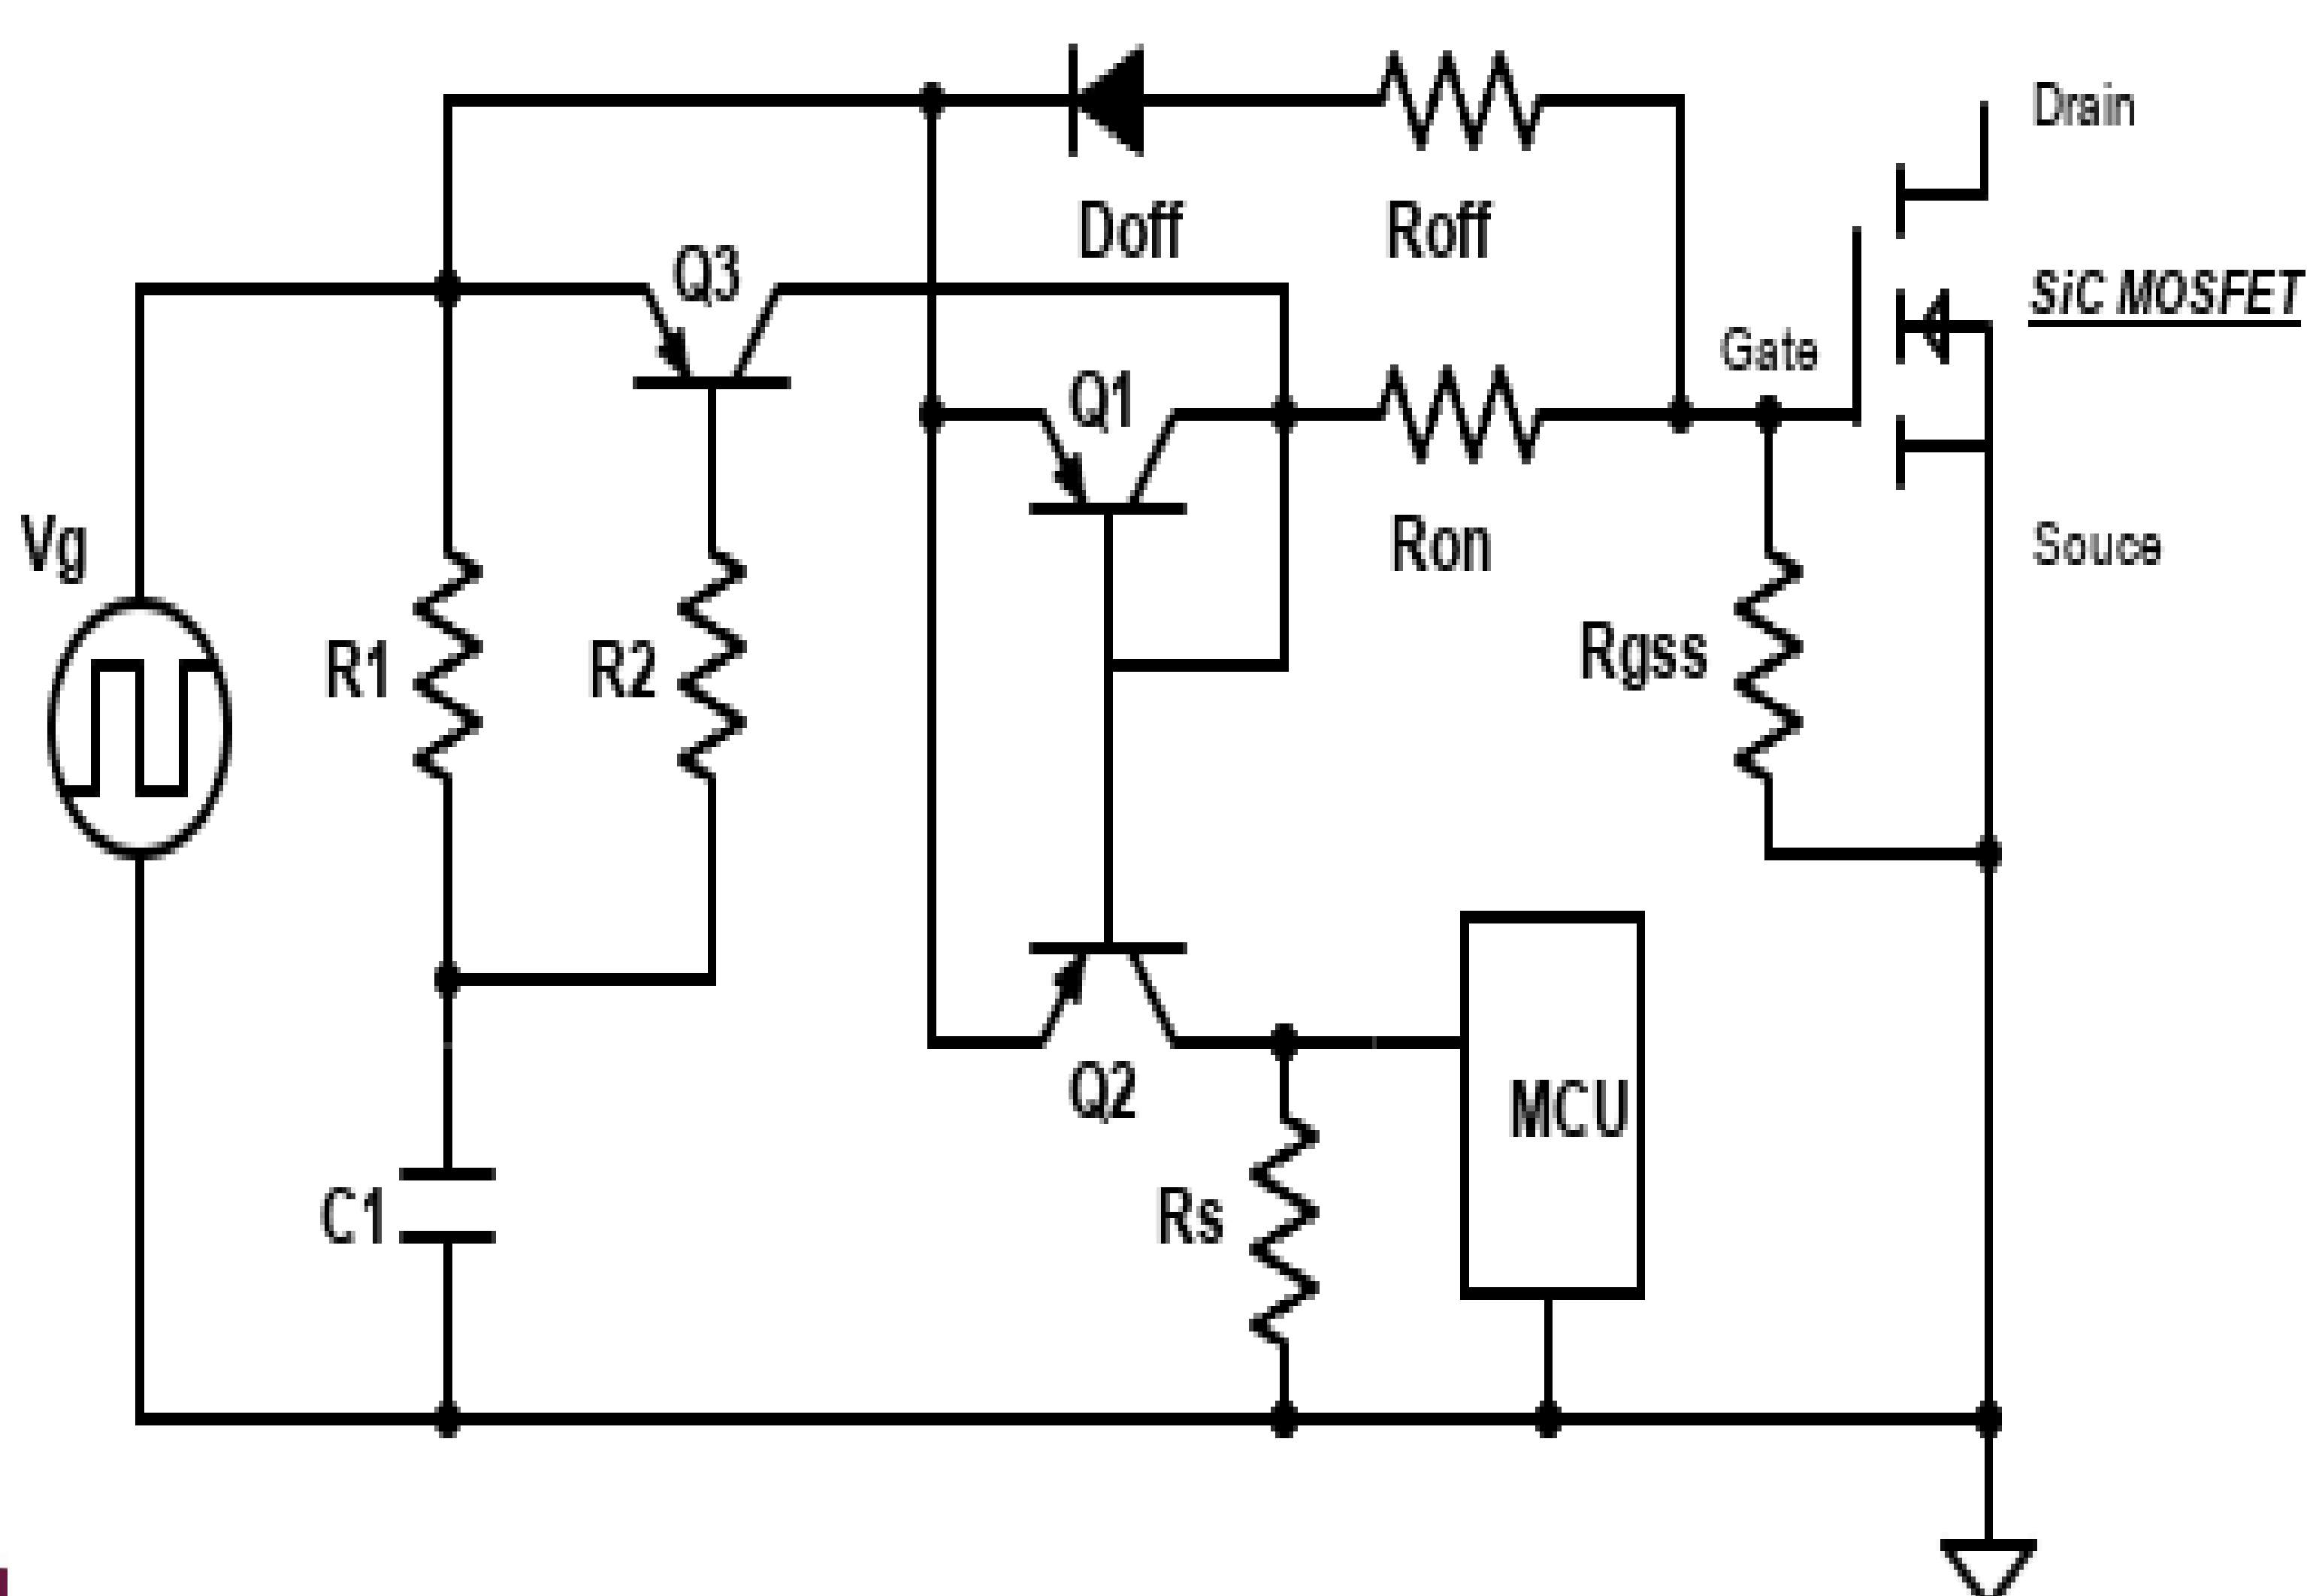 Drain
Doff
Roff
Q3
SiC MOSFET
Gate
Q1
Vg
Ron
Souce
R1
R2
Rgss
Q2
MCU
C1
Rs